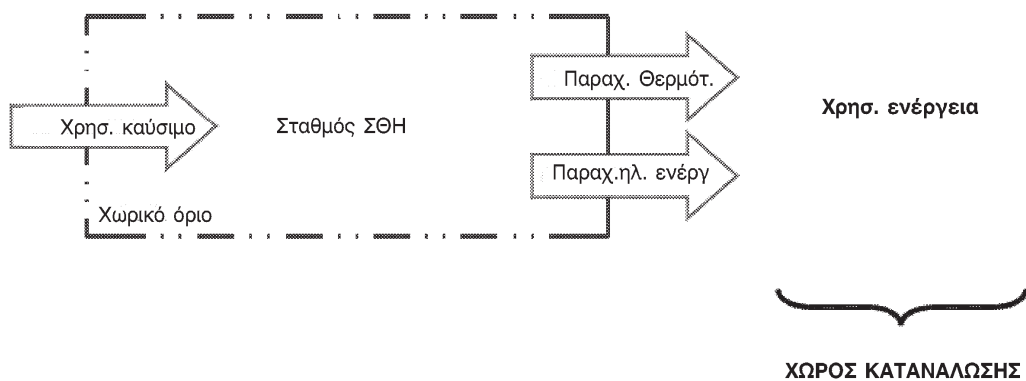 Παραχ. Θερμότ.
Χρησ. ενέργεια
Χρησ. καύσιμο
Σταθμός ΣΘΗ
Παραχ.ηλ. ενέργ
Χωρικό όριο
ΧΩΡΟΣ ΚΑΤΑΝΑΛΩΣΗΣ